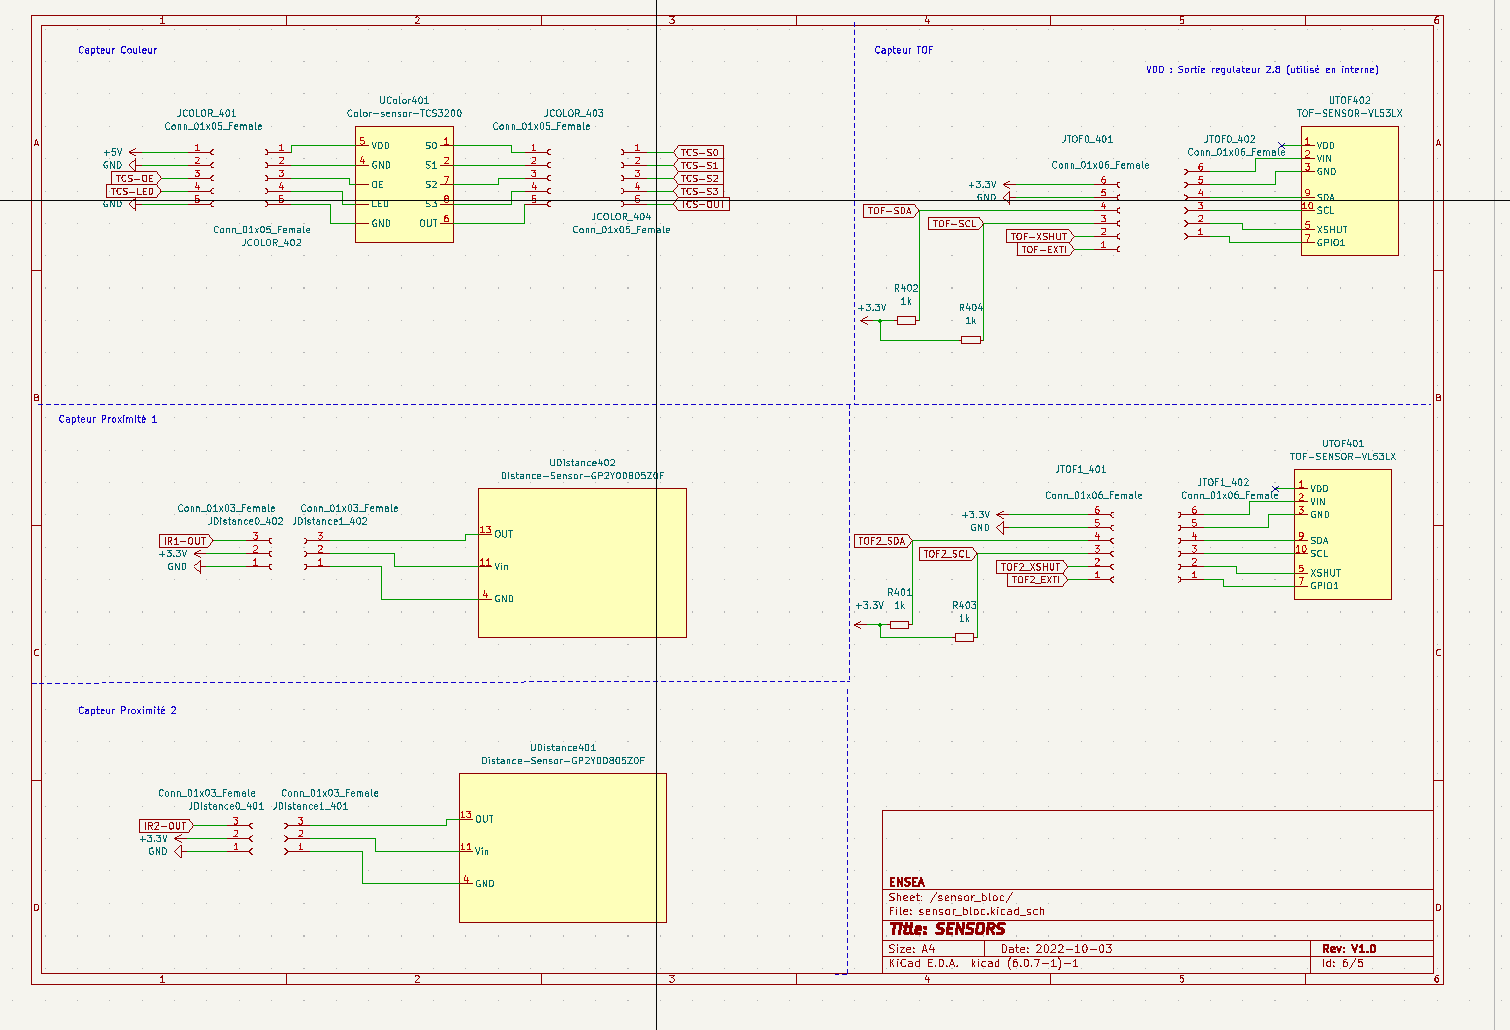 1 2 3 4 5 6
Capteur Couleur
JCOLOR_401
Conn_01x05_Female
+5V 1
GND 2
TCS-OE 3
TCS-LED 4
GND 5
1
2
3
4
5
Conn_01x05_Female
JCOLOR_402
UColor401
Color-sensor-TCS3200
5 VDD S0 1
4 GND S1 2
OE S2 7
LED S3 8
GND OUT 6
JCOLOR_403
Conn_01x05_Female
1
2
3
4
5
1 TCS-S0
2 TCS-S1
3 TCS-S2
4 TCS-S3
5 TCS-OUT
JCOLOR_404
Conn_01x05_Female
Capteur TOF
VDD : Sortie regulateur 2.8 (utilisé en interne)
JTOF0_401
Conn_01x06_Female
+3.3V 6
GND 5
TOF-SDA 4
TOF-SCL 3
TOF-XSHUT 2
TOF-EXTI 1
R402
1k
+3.3V
R404
1k
JTOF0_402
Conn_01x06_Female
6
5
4
3
2
1
UTOF402
TOF-SENSOR-VL53LX
1 VDD
2 VIN
3 GND
9 SDA
10 SCL
5 XSHUT
7 GPIO1
A A
B B
Capteur Proximité 1
Conn_01x03_Female
JDistance0_402
IR1-OUT 3
+3.3V 2
GND 1
Conn_01x03_Female
JDistance1_402
3
2
1
UDistance402
Distance-Sensor-GP2Y0D805Z0F
13 OUT
11 Vin
4 GND
JTOF1_401
Conn_01x06_Female
+3.3V 6
GND 5
TOF2_SDA 4
TOF2_SCL 3
TOF2_XSHUT 2
TOF2_EXTI 1
R401
1k
+3.3V
R403
1k
JTOF1_402
Conn_01x06_Female
6
5
4
3
2
1
UTOF401
TOF-SENSOR-VL53LX
1 VDD
2 VIN
3 GND
9 SDA
10 SCL
5 XSHUT
7 GPIO1
C C
Capteur Proximité 2
Conn_01x03_Female
JDistance0_401
IR2-OUT 3
+3.3V 2
GND 1
Conn_01x03_Female
JDistance1_401
3
2
1
UDistance401
Distance-Sensor-GP2Y0D805Z0F
13 OUT
11 Vin
4 GND
D D
ENSEA
Sheet: /sensor_bloc/
File: sensor_bloc.kicad_sch
Title: SENSORS
Size: A4 Date: 2022-10-03 Rev: V1.0
KiCad E.D.A. kicad (6.0.7-1)-1 Id: 6/5
1 2 3 4 5 6